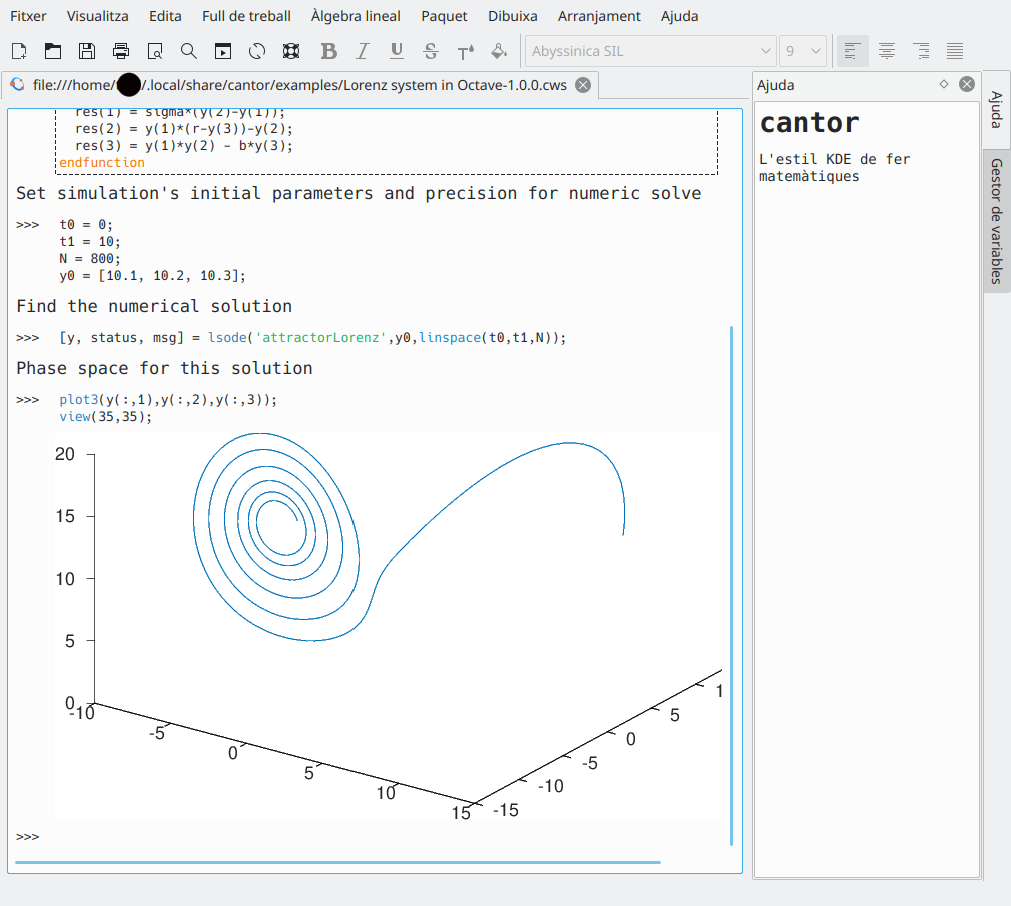 Fitxer Visualitza Edita Full de treball Àlgebra lineal Paquet Dibuixa Arranjament Ajuda
B I U S T Abyssinica SIL 9
file:///home/ /.local/share/cantor/examples/Lorenz system in Octave-1.0.0.cws
Ajuda
res(1) = sigma*(y(2)-y(1));
res(2) = y(1)*(r-y(3))-y(2);
res(3) = y(1)*y(2) - b*y(3);
endfunction
Set simulation's initial parameters and precision for numeric solve
>>> t0 = 0;
t1 = 10;
N = 800;
y0 = [10.1, 10.2, 10.3];
Find the numerical solution
>>> [y, status, msg] = lsode('attractorLorenz',y0,linspace(t0,t1,N));
Phase space for this solution
>>> plot3(y(:,1),y(:,2),y(:,3));
view(35,35);
20
15
10
5
0
-10
-5
0
5
10
15
-15
-10
-5
0
5
1
>>>
cantor
L'estil KDE de fer
matemàtiques
Ajuda
Gestor de variables